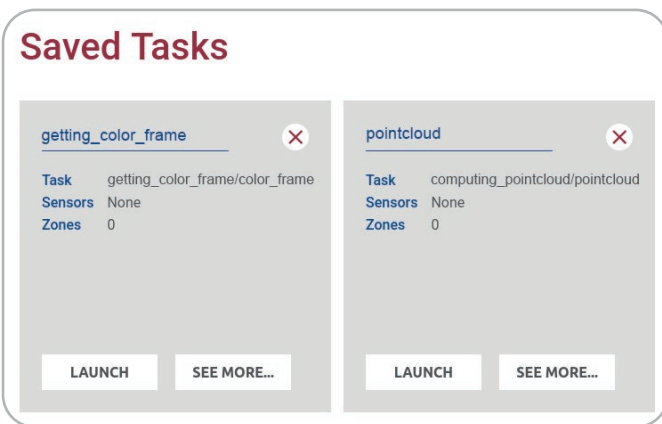 Saved Tasks
getting_color_frame
Task getting_color_frame/color_frame
Sensors None
Zones 0
LAUNCH SEE MORE...
pointcloud
Task computing_pointcloud/pointcloud
Sensors None
Zones 0
LAUNCH SEE MORE...